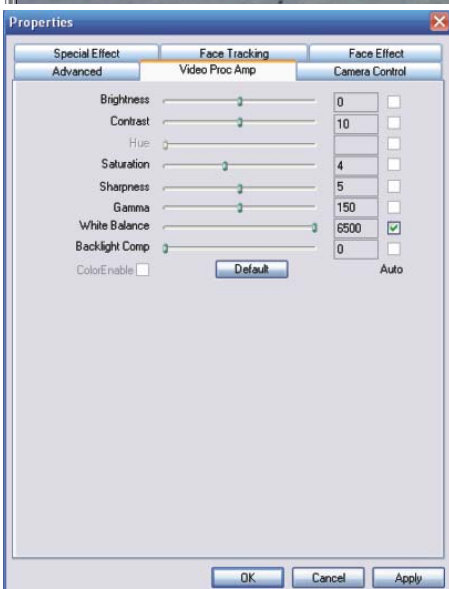 Properties
Special Effect Face Tracking Face Effect
Advanced Video Proc Amp Camera Control
Brightness 0
Contrast 10
Hue
Saturation 4
Sharpness 5
Gamma 150
White Balance 6500
Backlight Comp 0
ColorEnable Default Auto
OK Cancel Apply